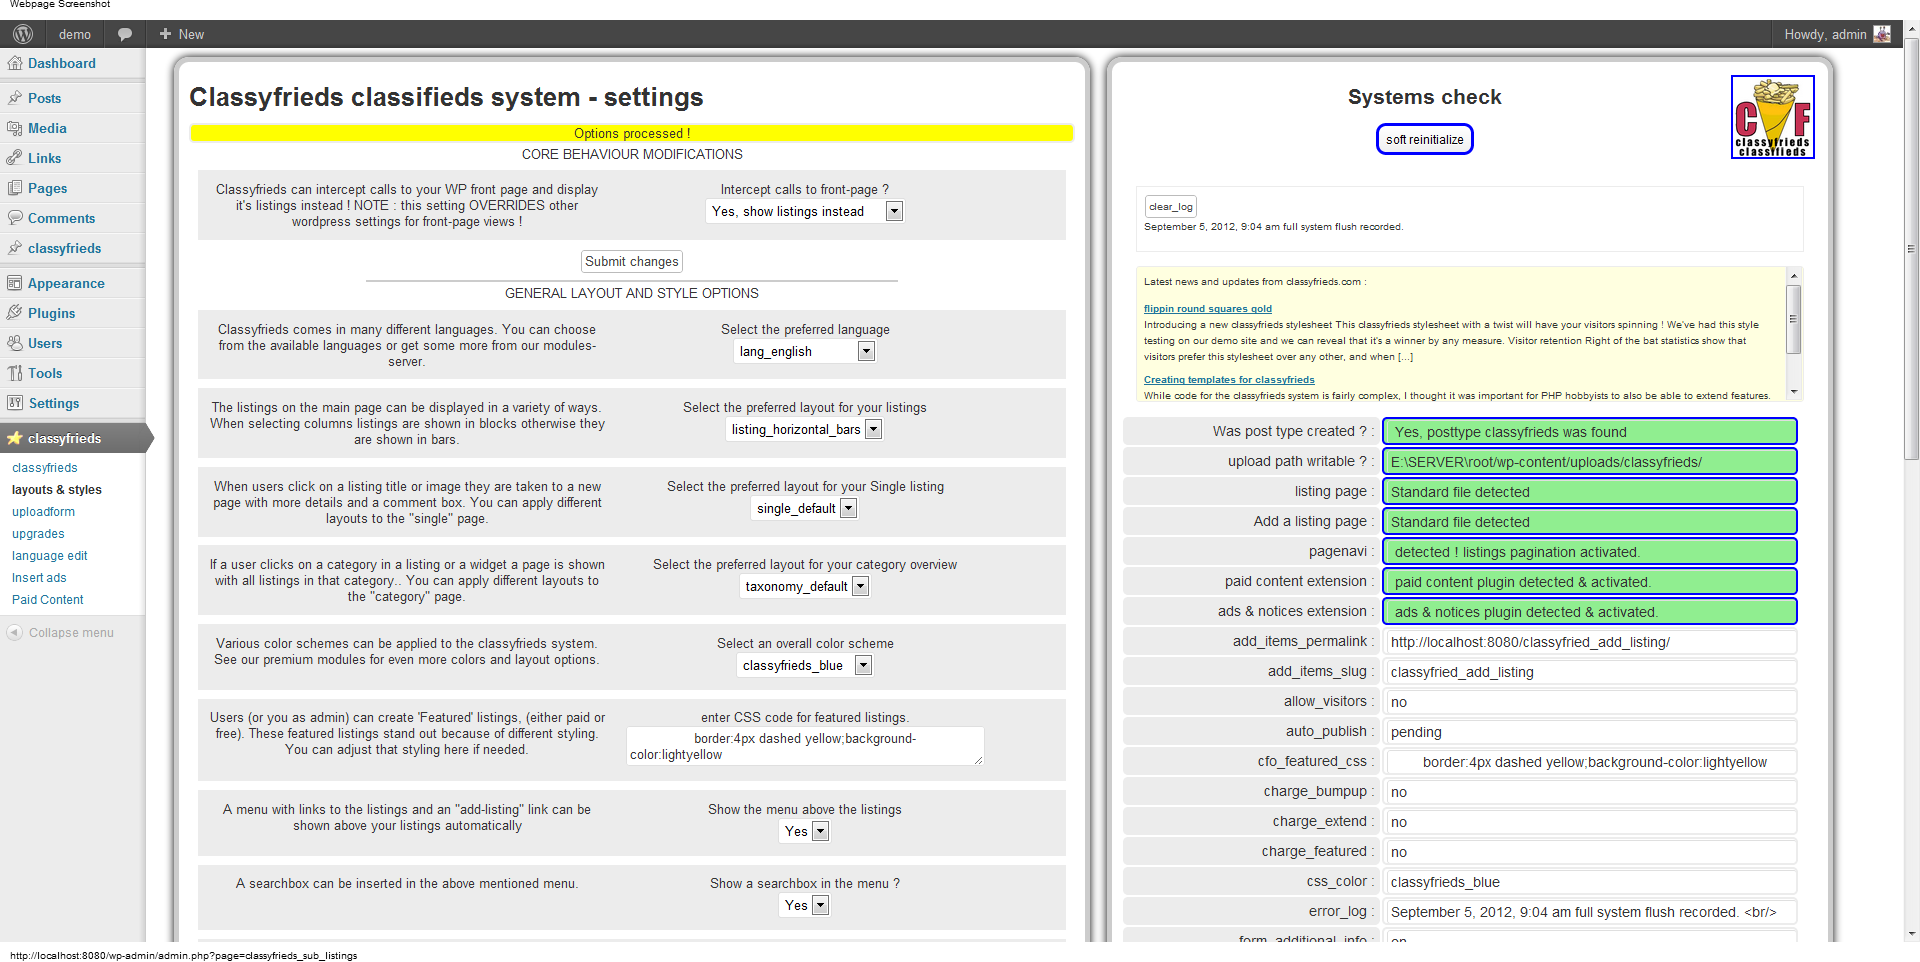 Webpage Screenshot
demo
New
Howdy, admin
Dashboard
Posts
Media
Links
Pages
Comments
classyfrieds
Appearance
Plugins
Users
Tools
Settings
classyfrieds
classyfrieds
layouts & styles
uploadform
upgrades
language edit
Insert ads
Paid Content
Collapse menu
Classyfrieds classifieds system - settings
Options processed !
CORE BEHAVIOUR MODIFICATIONS
Classyfrieds can intercept calls to your WP front page and display
it's listings instead ! NOTE : this setting OVERRIDES other
wordpress settings for front-page views !
Intercept calls to front-page ?
Yes, show listings instead
Submit changes
GENERAL LAYOUT AND STYLE OPTIONS
Classyfrieds comes in many different languages. You can choose
from the available languages or get some more from our modules-
server.
Select the preferred language
lang_english
The listings on the main page can be displayed in a variety of ways.
When selecting columns listings are shown in blocks otherwise they
are shown in bars.
Select the preferred layout for your listings
listing_horizontal_bars
When users click on a listing title or image they are taken to a new
page with more details and a comment box. You can apply different
layouts to the "single" page.
Select the preferred layout for your Single listing
single_default
If a user clicks on a category in a listing or a widget a page is shown
with all listings in that category.. You can apply different layouts to
the "category" page.
Select the preferred layout for your category overview
taxonomy_default
Various color schemes can be applied to the classyfrieds system.
See our premium modules for even more colors and layout options.
Select an overall color scheme
classyfrieds_blue
Users (or you as admin) can create 'Featured' listings, (either paid or
free). These featured listings stand out because of different styling.
You can adjust that styling here if needed.
enter CSS code for featured listings.
border:4px dashed yellow;background-
color:lightyellow
A menu with links to the listings and an "add-listing" link can be
shown above your listings automatically
Show the menu above the listings
Yes
A searchbox can be inserted in the above mentioned menu.
Show a searchbox in the menu ?
Yes
Systems check
soft reinitialize
C F
classyfrieds
classifieds
clear_log
September 5, 2012, 9:04 am full system flush recorded.
Latest news and updates from classyfrieds.com :
flippin round squares gold
Introducing a new classyfrieds stylesheet This classyfrieds stylesheet with a twist will have your visitors spinning ! We've had this style
testing on our demo site and we can reveal that it's a winner by any measure. Visitor retention Right of the bat statistics show that
visitors prefer this stylesheet over any other, and when [...]
Creating templates for classyfrieds
While code for the classyfrieds system is fairly complex, I thought it was important for PHP hobbyists to also be able to extend features.
Was post type created ? : Yes, posttype classyfrieds was found
upload path writable ? : E:\SERVER\root/wp-content/uploads/classyfrieds/
listing page : Standard file detected
Add a listing page : Standard file detected
pagenavi : detected ! listings pagination activated.
paid content extension : paid content plugin detected & activated.
ads & notices extension : ads & notices plugin detected & activated.
add_items_permalink : http://localhost:8080/classyfried_add_listing/
add_items_slug : classyfried_add_listing
allow_visitors : no
auto_publish : pending
cfo_featured_css : border:4px dashed yellow;background-color:lightyellow
charge_bumpup : no
charge_extend : no
charge_featured : no
css_color : classyfrieds_blue
error_log : September 5, 2012, 9:04 am full system flush recorded. <br/>
form_additional_info :
http://localhost:8080/wp-admin/admin.php?page=classyfrieds_sub_listings